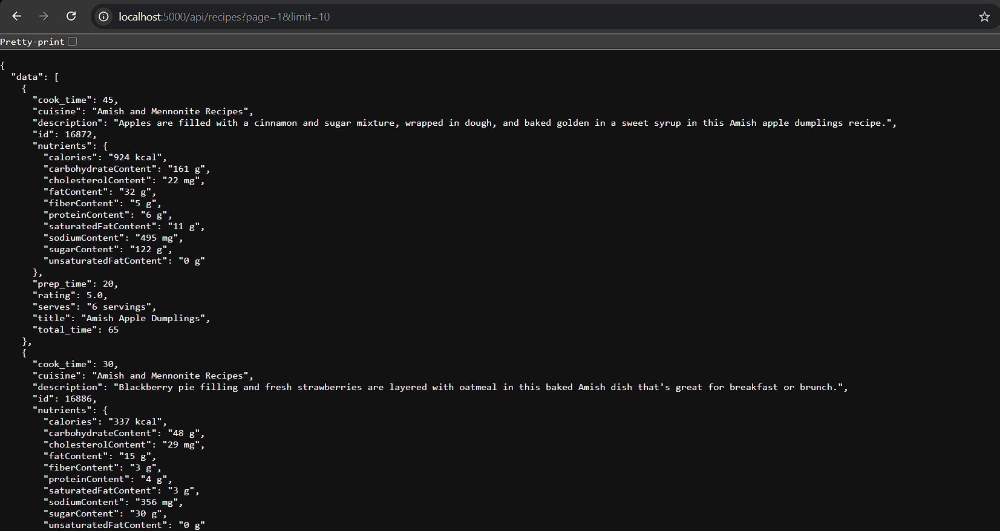 localhost:5000/api/recipes?page=1&limit=10
Pretty-print
{
  "data": [
    {
      "cook_time": 45,
      "cuisine": "Amish and Mennonite Recipes",
      "description": "Apples are filled with a cinnamon and sugar mixture, wrapped in dough, and baked golden in a sweet syrup in this Amish apple dumplings recipe.",
      "id": 16872,
      "nutrients": {
        "calories": "924 kcal",
        "carbohydrateContent": "161 g",
        "cholesterolContent": "22 mg",
        "fatContent": "32 g",
        "fiberContent": "5 g",
        "proteinContent": "6 g",
        "saturatedFatContent": "11 g",
        "sodiumContent": "495 mg",
        "sugarContent": "122 g",
        "unsaturatedFatContent": "0 g"
      },
      "prep_time": 20,
      "rating": 5.0,
      "serves": "6 servings",
      "title": "Amish Apple Dumplings",
      "total_time": 65
    },
    {
      "cook_time": 30,
      "cuisine": "Amish and Mennonite Recipes",
      "description": "Blackberry pie filling and fresh strawberries are layered with oatmeal in this baked Amish dish that's great for breakfast or brunch.",
      "id": 16886,
      "nutrients": {
        "calories": "337 kcal",
        "carbohydrateContent": "48 g",
        "cholesterolContent": "29 mg",
        "fatContent": "15 g",
        "fiberContent": "3 g",
        "proteinContent": "4 g",
        "saturatedFatContent": "3 g",
        "sodiumContent": "356 mg",
        "sugarContent": "30 g",
        "unsaturatedFatContent": "0 g"